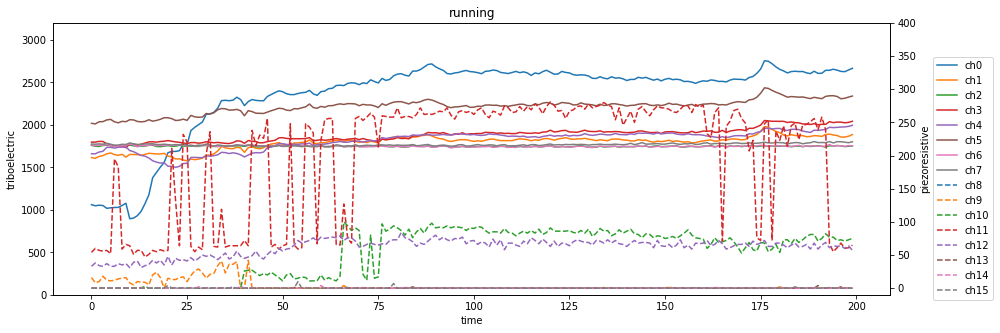 running
triboelectric
3000
2500
2000
1500
1000
500
0
0
25
50
75
100
125
150
175
200
time
400
350
300
250
200
150
100
50
0
piezoresistive
ch0
ch1
ch2
ch3
ch4
ch5
ch6
ch7
ch8
ch9
ch10
ch11
ch12
ch13
ch14
ch15